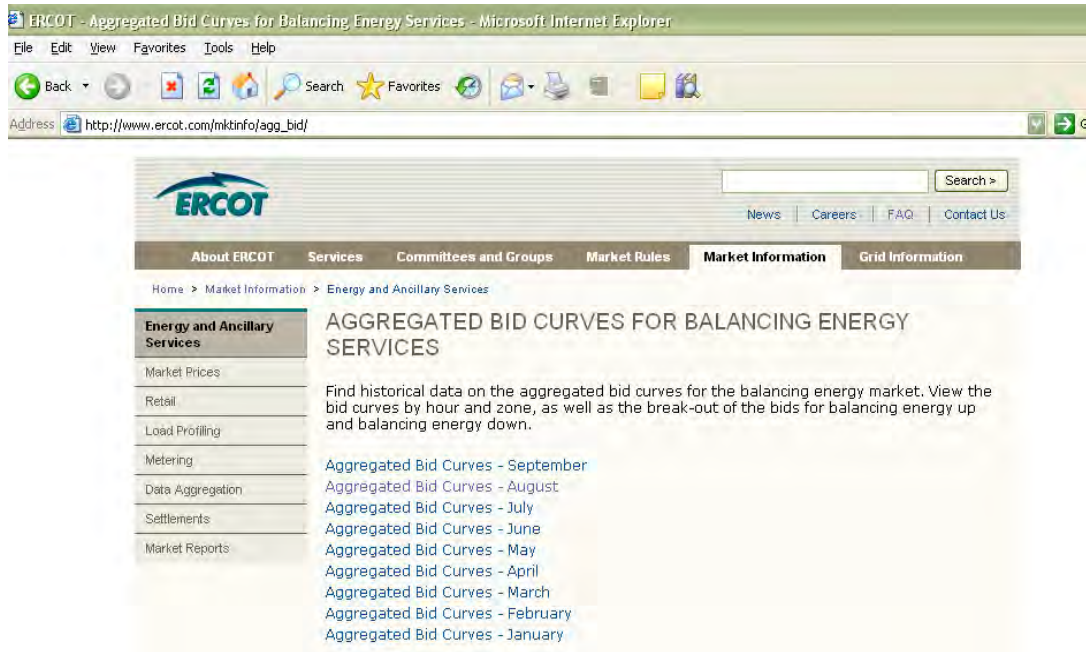 ERCOT - Aggregated Bid Curves for Balancing Energy Services - Microsoft Internet Explorer
File Edit View Favorites Tools Help
Back Search Favorites
Address http://www.ercot.com/mktinfo/agg_bid/ G
ERCOT
Search >
News | Careers | FAQ | Contact Us
About ERCOT Services Committees and Groups Market Rules Market Information Grid Information
Home > Market Information > Energy and Ancillary Services
Energy and Ancillary
Services
Market Prices
Retail
Load Profiling
Metering
Data Aggregation
Settlements
Market Reports
AGGREGATED BID CURVES FOR BALANCING ENERGY
SERVICES
Find historical data on the aggregated bid curves for the balancing energy market. View the
bid curves by hour and zone, as well as the break-out of the bids for balancing energy up
and balancing energy down.
Aggregated Bid Curves - September
Aggregated Bid Curves - August
Aggregated Bid Curves - July
Aggregated Bid Curves - June
Aggregated Bid Curves - May
Aggregated Bid Curves - April
Aggregated Bid Curves - March
Aggregated Bid Curves - February
Aggregated Bid Curves - January